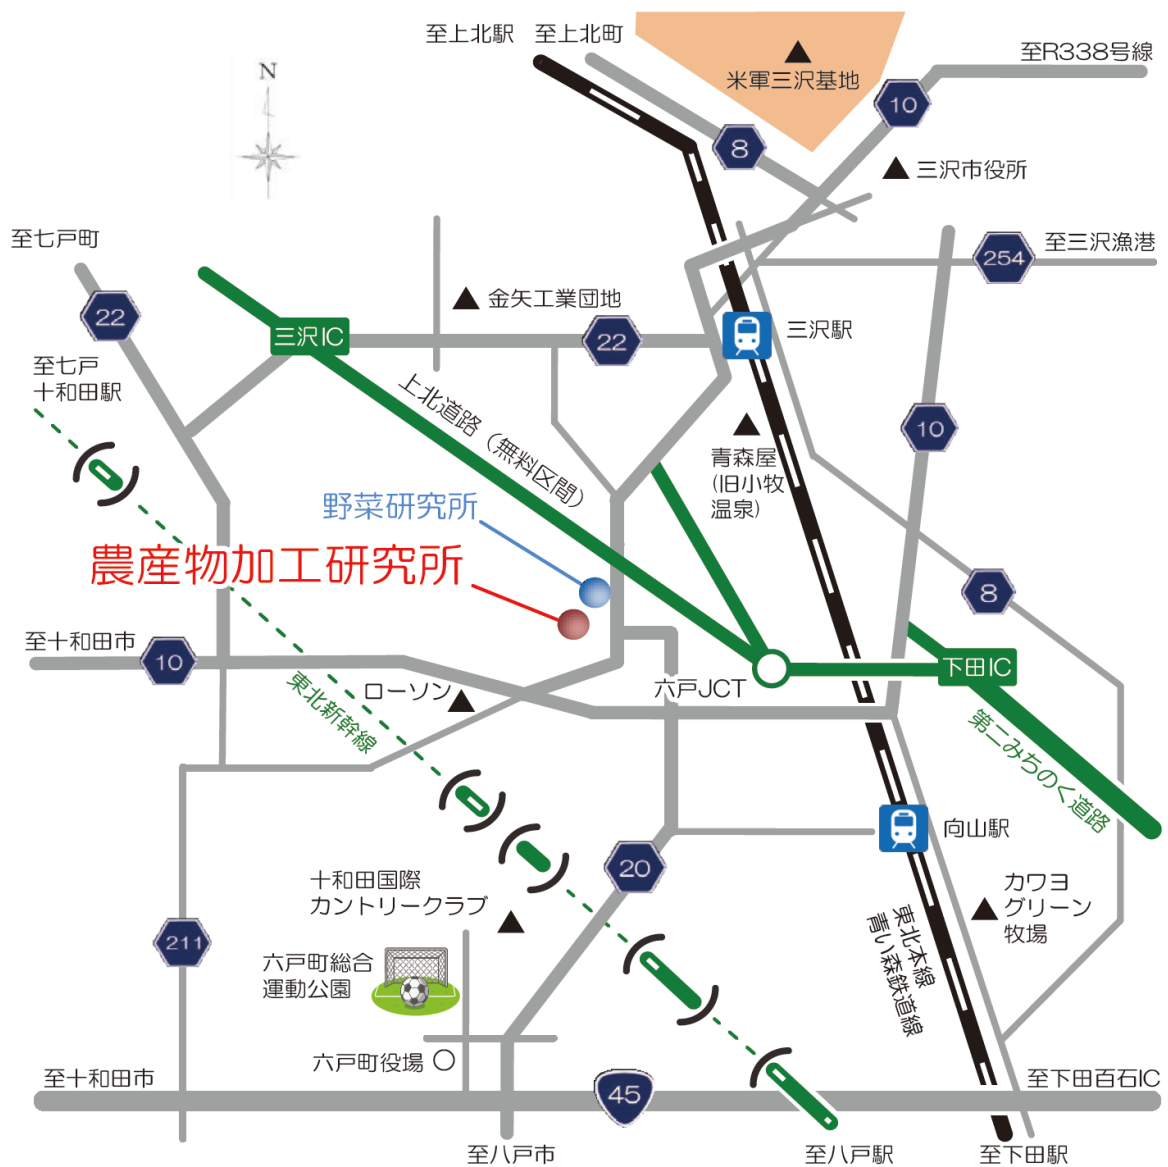 至上北駅
至上北町
至R338号線
米軍三沢基地
N
10
8
三沢市役所
至七戸町
至三沢漁港
254
金矢工業団地
22
三沢IC
22
三沢駅
至七戸
十和田駅
上北道路（無料区間）
10
青森屋
(旧小牧
温泉)
野菜研究所
農産物加工研究所
8
至十和田市
10
下田IC
六戸JCT
ローソン
東北新幹線
第二みちのく道路
向山駅
20
十和田国際
カントリークラブ
カワヨ
グリーン
牧場
211
東北本線
青い森鉄道線
六戸町総合
運動公園
六戸町役場
至十和田市
45
至下田百石IC
至八戸市
至八戸駅
至下田駅